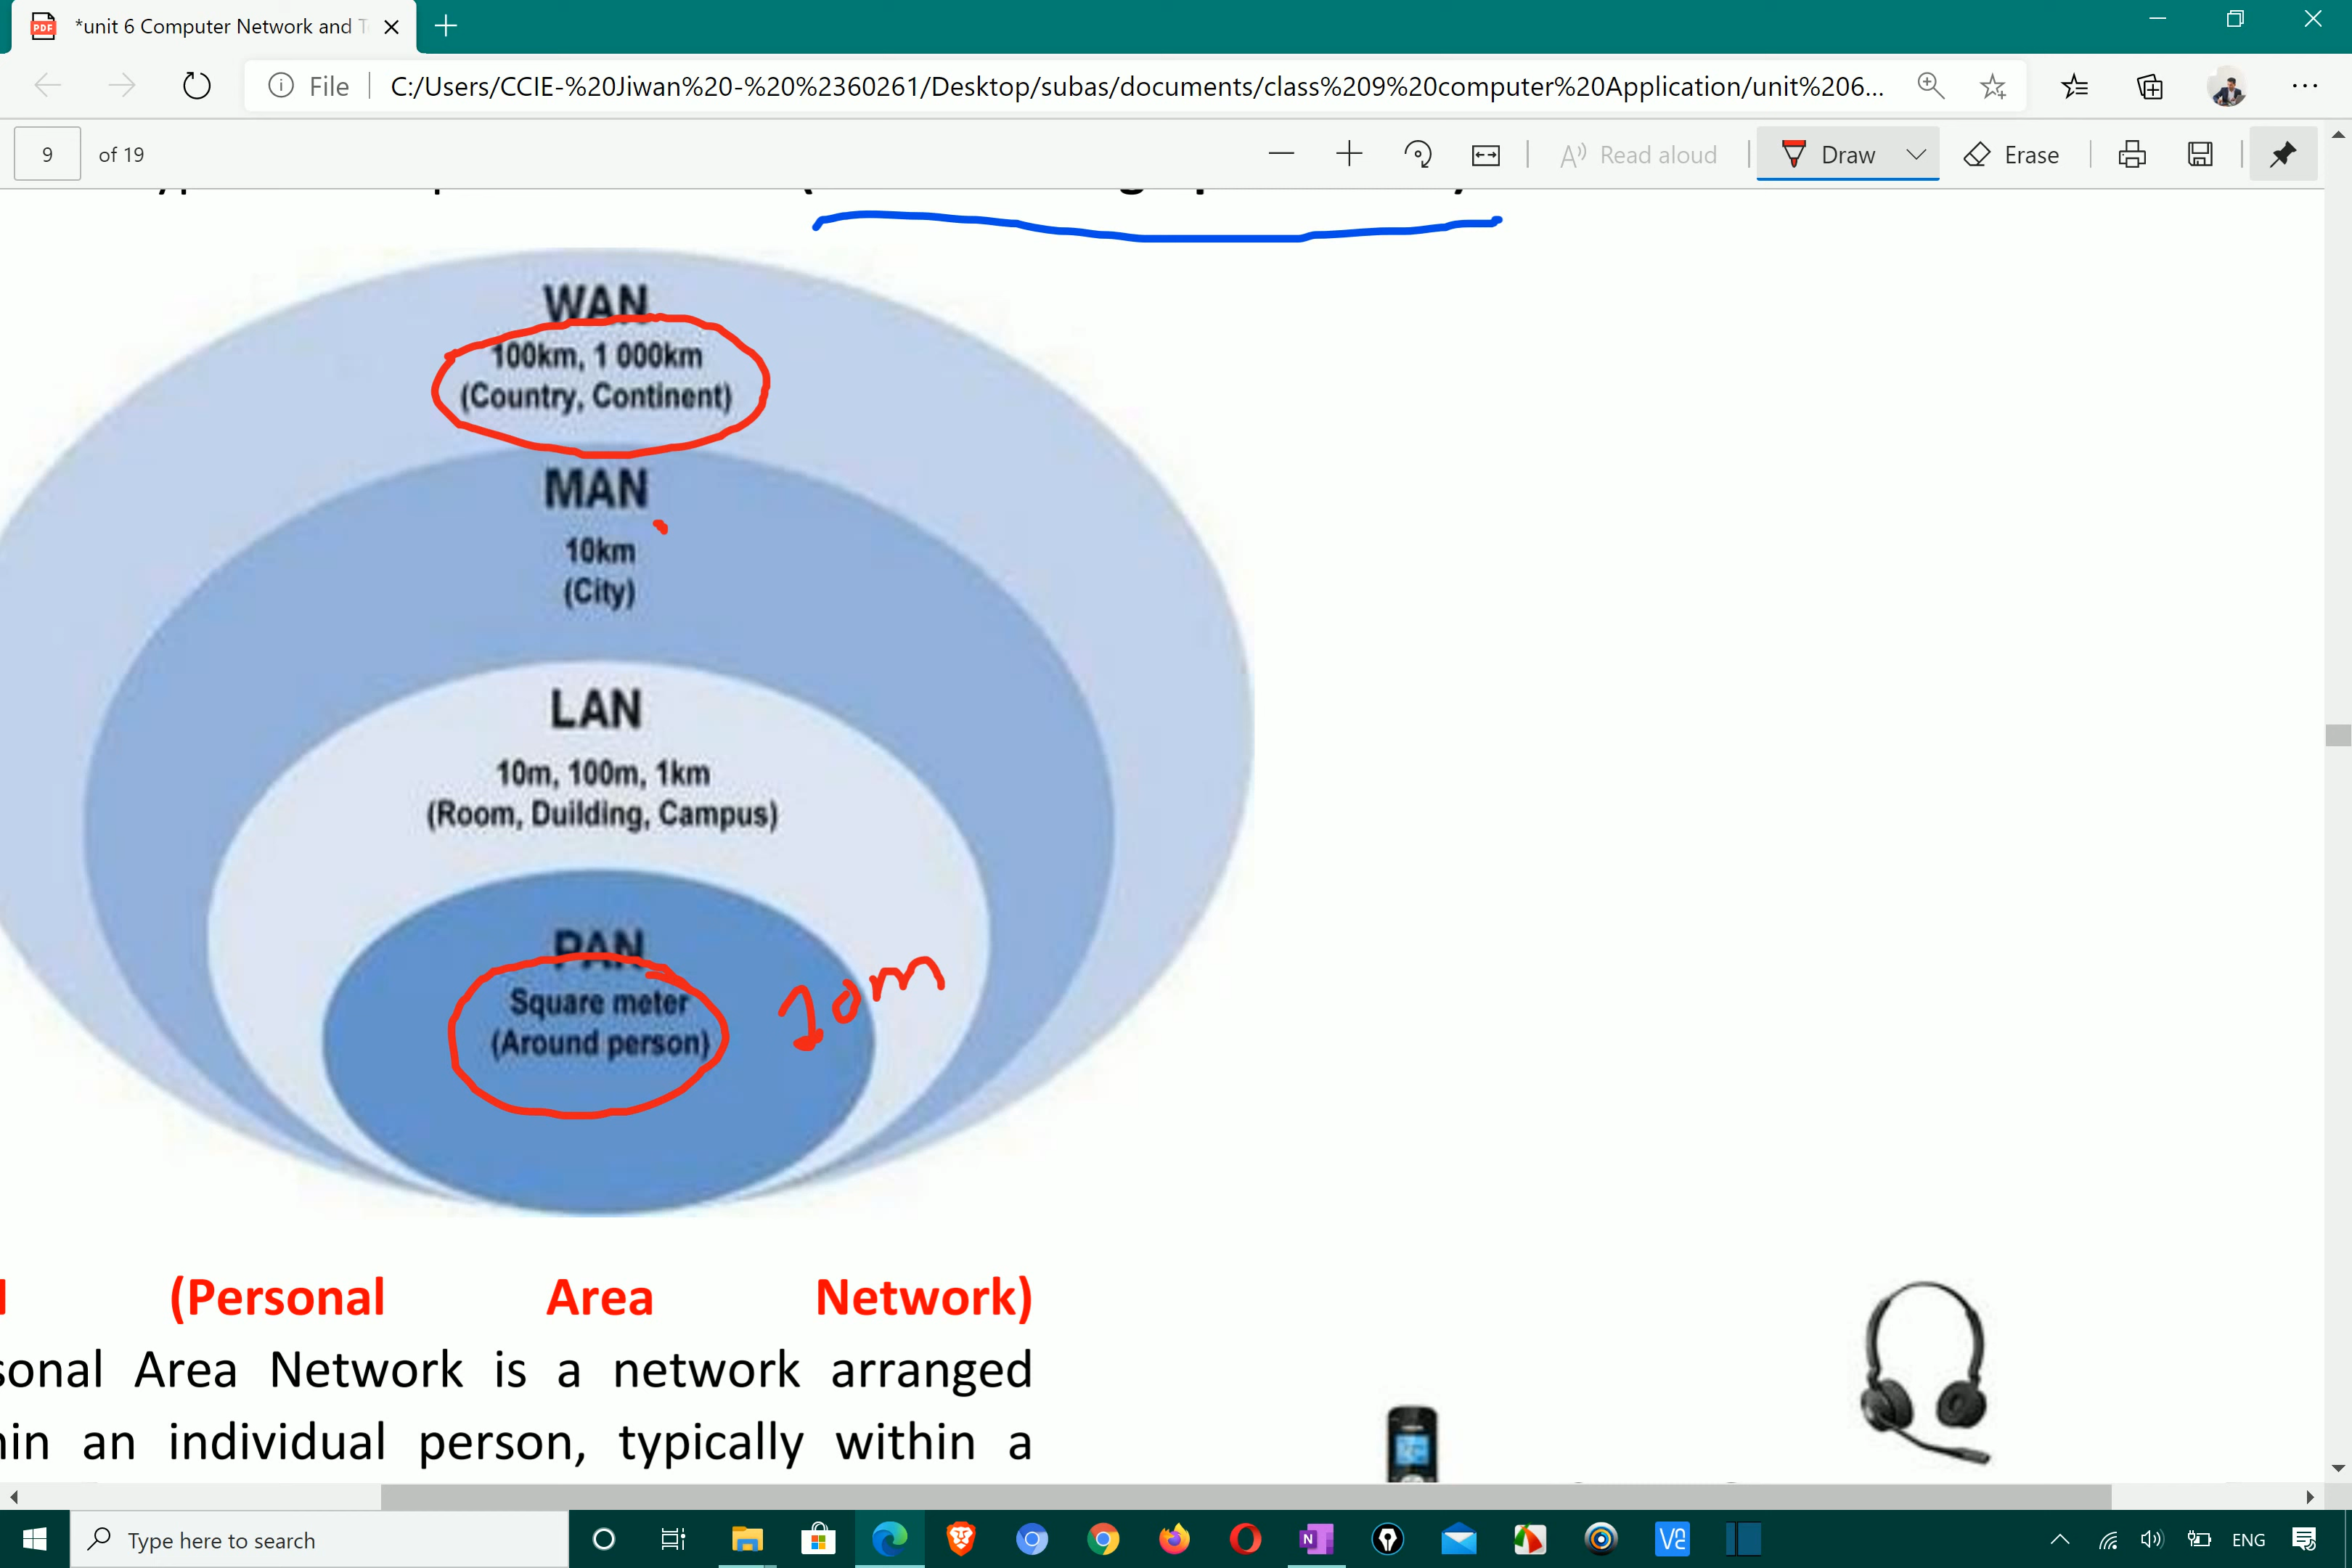 *unit 6 Computer Network and T
File
C:/Users/CCIE-%20Jiwan%20-%20%2360261/Desktop/subas/documents/class%209%20computer%20Application/unit%206...
9 of 19
Read aloud
Draw
Erase
WAN
100km, 1 000km
(Country, Continent)
MAN
10km
(City)
LAN
10m, 100m, 1km
(Room, Duilding, Campus)
PAN
Square meter
(Around person)
10m
(Personal Area Network)
sonal Area Network is a network arranged
hin an individual person, typically within a
Type here to search
ENG